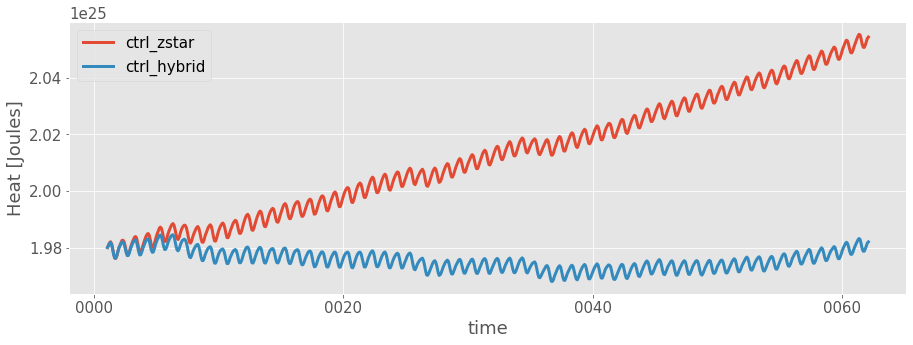 1e25
ctrl_zstar
ctrl_hybrid
2.04
2.02
2.00
1.98
Heat [Joules]
0000
0020
0040
0060
time